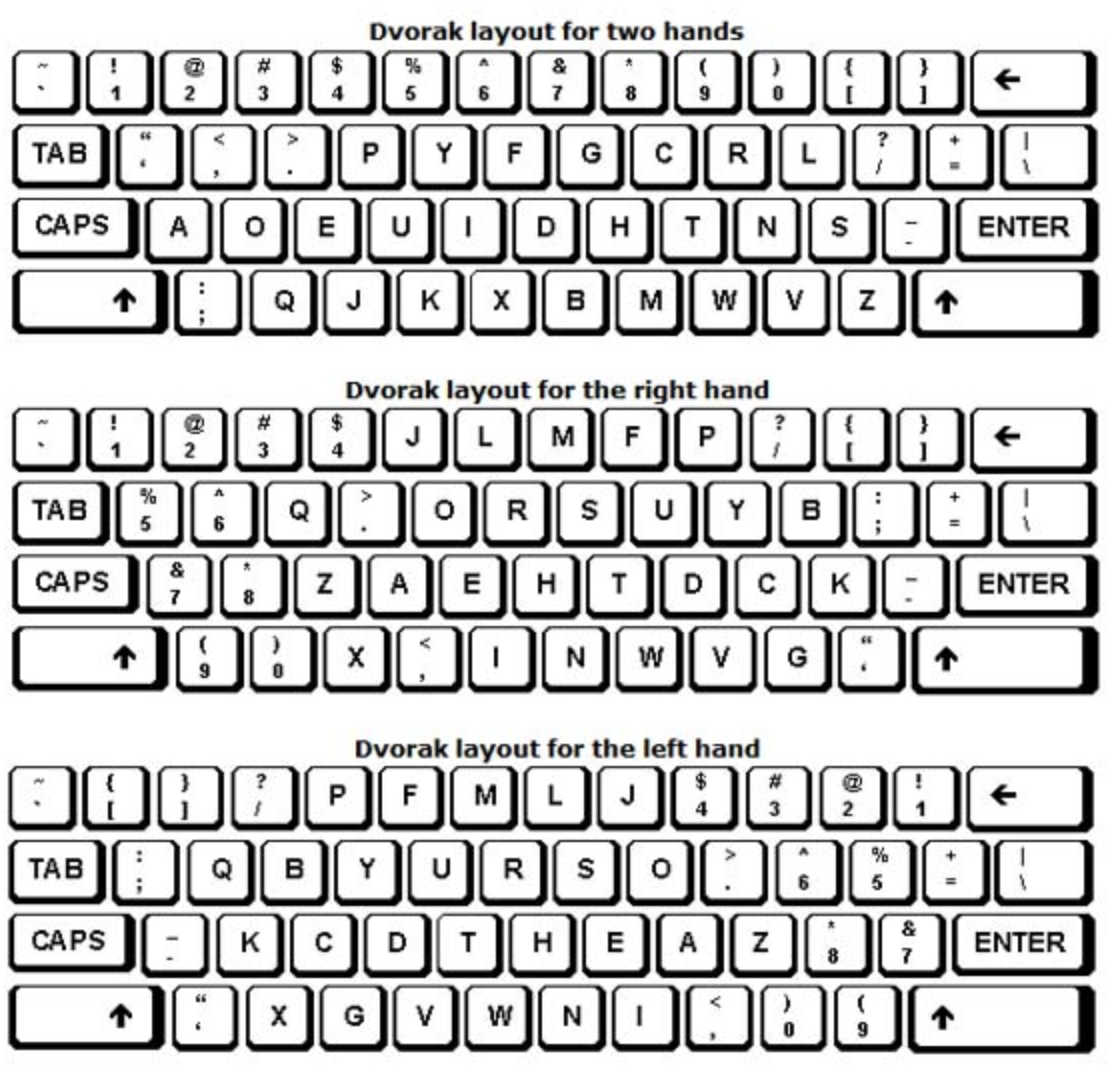 Dvorak layout for two hands
~ ` ! 1 @ 2 # 3 $ 4 % 5 ^ 6 & 7 * 8 ( 9 ) 0 { [ } ] ←
TAB “ ‘ < , > . P Y F G C R L ? / + = | \
CAPS A O E U I D H T N S _ - ENTER
↑ : ; Q J K X B M W V Z ↑
Dvorak layout for the right hand
~ ` ! 1 @ 2 # 3 $ 4 J L M F P ? / { [ } ] ←
TAB % 5 ^ 6 Q > . O R S U Y B : ; + = | \
CAPS & 7 * 8 Z A E H T D C K _ - ENTER
↑ ( 9 ) 0 X < , I N W V G “ ‘ ↑
Dvorak layout for the left hand
~ ` { [ } ] ? / P F M L J $ 4 # 3 @ 2 ! 1 ←
TAB : ; Q B Y U R S O > . ^ 6 % 5 + = | \
CAPS _ - K C D T H E A Z * 8 & 7 ENTER
↑ “ ‘ X G V W N I < , ) 0 ( 9 ↑